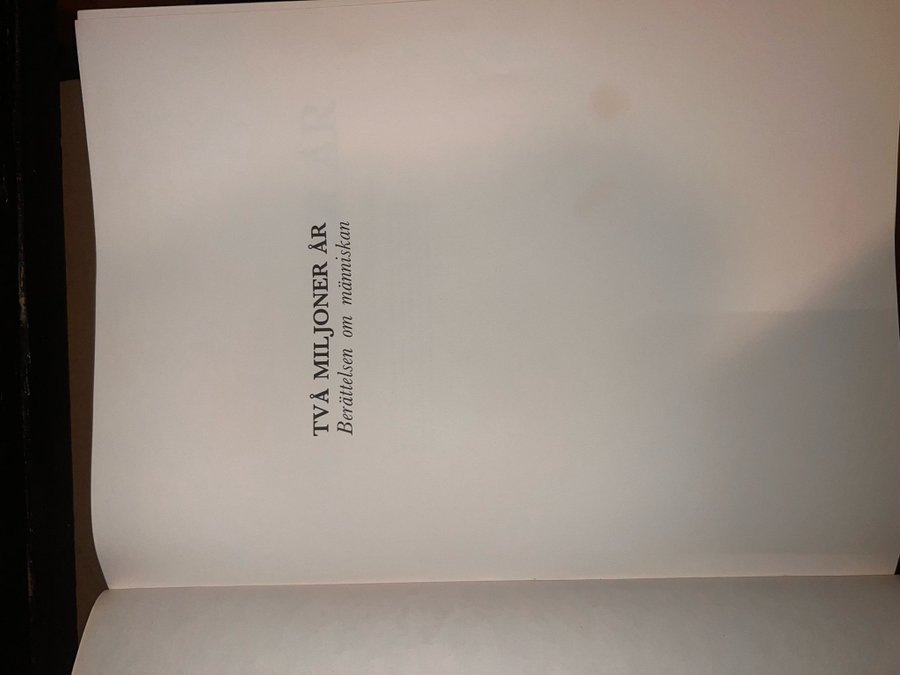 TVÅ MILJONER ÅR
Berättelsen om människan